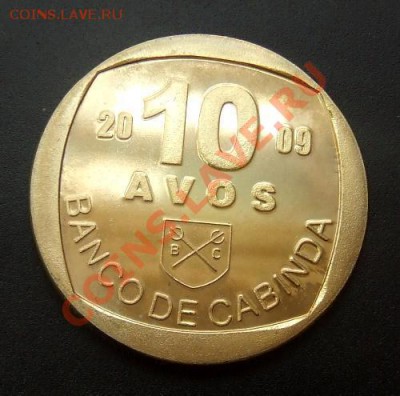 COINS.LAVE.RU
10
20 09
AVOS
B C
BANCO DE CABINDA
COINS.LAVE.RU